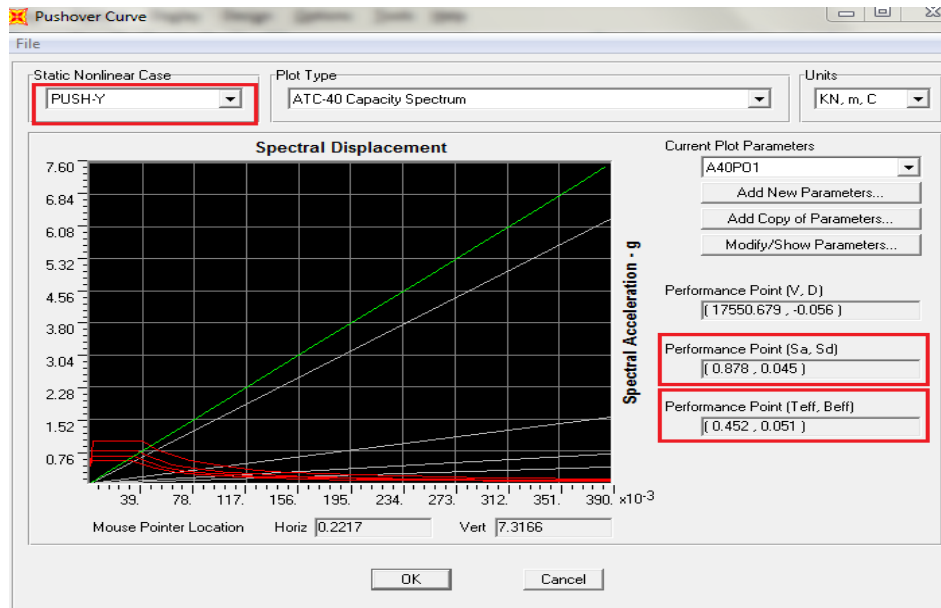 Pushover Curve
File
Static Nonlinear Case
PUSH-Y
Plot Type
ATC-40 Capacity Spectrum
Units
KN, m, C
Spectral Displacement
7.60
6.84
6.08
5.32
4.56
3.80
3.04
2.28
1.52
0.76
39. 78. 117. 156. 195. 234. 273. 312. 351. 390. x10-3
Spectral Acceleration - g
Mouse Pointer Location Horiz 0.2217 Vert 7.3166
Current Plot Parameters
A40PO1
Add New Parameters...
Add Copy of Parameters...
Modify/Show Parameters...
Performance Point (V, D)
( 17550.679 , -0.056 )
Performance Point (Sa, Sd)
( 0.878 , 0.045 )
Performance Point (Teff, Beff)
( 0.452 , 0.051 )
OK
Cancel